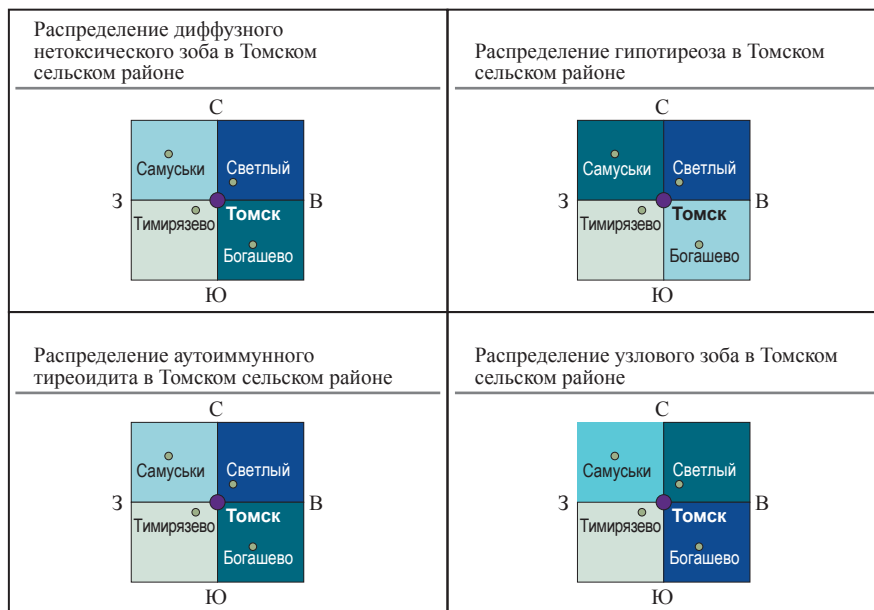 Распределение диффузного
нетоксического зоба в Томском
сельском районе
С
Самуськи
Светлый
З
В
Томск
Тимирязево
Богашево
Ю
Распределение гипотиреоза в Томском
сельском районе
С
Самуськи
Светлый
З
В
Томск
Тимирязево
Богашево
Ю
Распределение аутоиммунного
тиреоидита в Томском сельском районе
С
Самуськи
Светлый
З
В
Томск
Тимирязево
Богашево
Ю
Распределение узлового зоба в Томском
сельском районе
С
Самуськи
Светлый
З
В
Томск
Тимирязево
Богашево
Ю